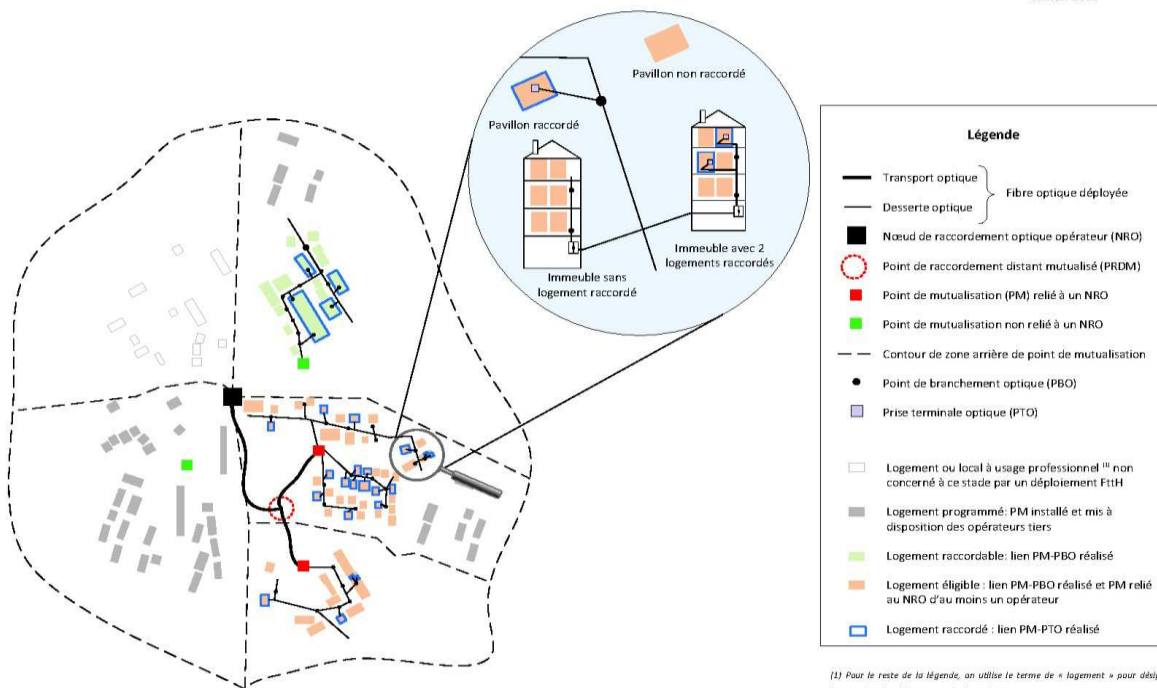 Pavillon non raccordé
Pavillon raccordé
Immeuble sans
logement raccordé
Immeuble avec 2
logements raccordés
Légende
Transport optique
Desserte optique
Fibre optique déployée
Nœud de raccordement optique opérateur (NRO)
Point de raccordement distant mutualisé (PRDM)
Point de mutualisation (PM) relié à un NRO
Point de mutualisation non relié à un NRO
Contour de zone arrière de point de mutualisation
Point de branchement optique (PBO)
Prise terminale optique (PTO)
Logement ou local à usage professionnel (1) non
concerné à ce stade par un déploiement FttH
Logement programmé: PM installé et mis à
disposition des opérateurs tiers
Logement raccordable: lien PM-PBO réalisé
Logement éligible : lien PM-PBO réalisé et PM relié
au NRO d'au moins un opérateur
Logement raccordé : lien PM-PTO réalisé
(1) Pour le reste de la légende, on utilise le terme de « logement » pour dési